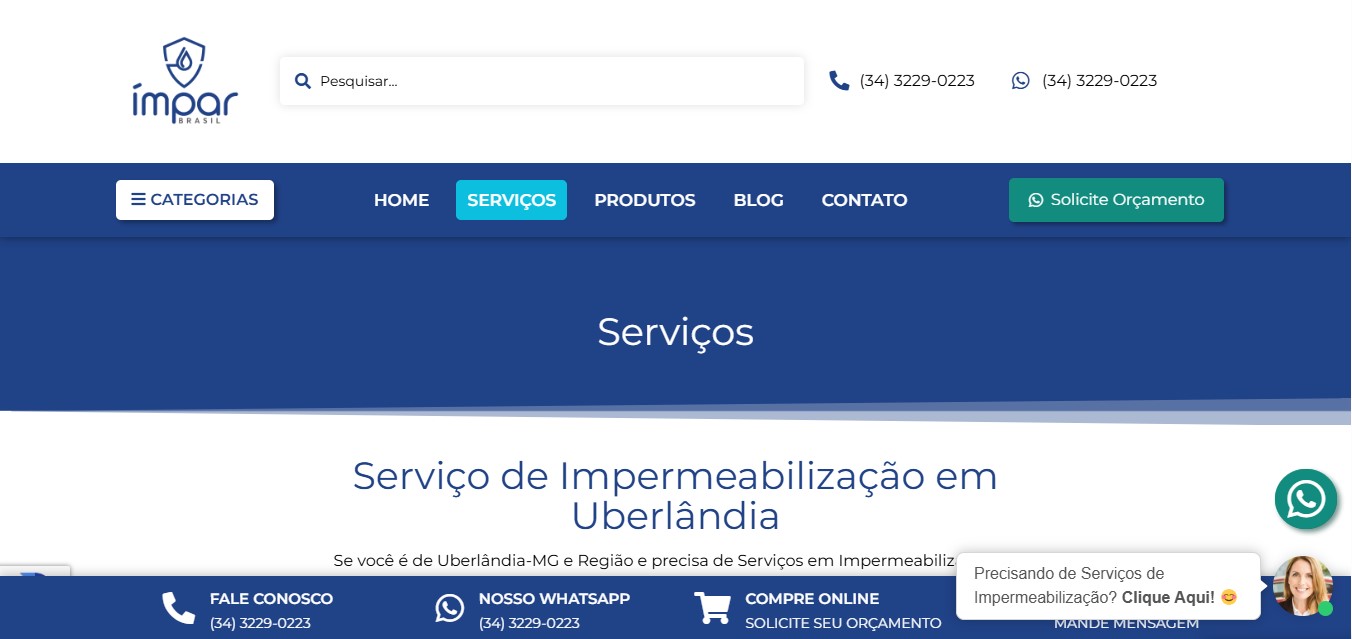 ímpar
BRASIL
Pesquisar...
(34) 3229-0223
(34) 3229-0223
CATEGORIAS
HOME
SERVIÇOS
PRODUTOS
BLOG
CONTATO
Solicite Orçamento
Serviços
Serviço de Impermeabilização em
Uberlândia
Se você é de Uberlândia-MG e Região e precisa de Serviços em
Precisando de Serviços de
Impermeabilização? Clique Aqui! 😊
FALE CONOSCO
(34) 3229-0223
NOSSO WHATSAPP
(34) 3229-0223
COMPRE ONLINE
SOLICITE SEU ORÇAMENTO
MANDE MENSAGEM